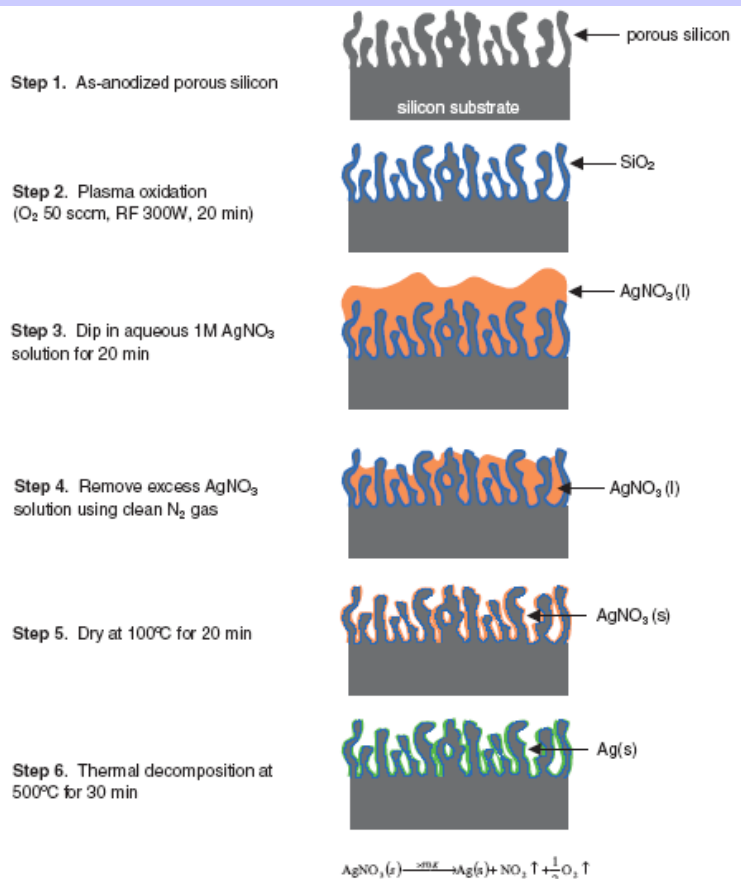 porous silicon
Step 1. As-anodized porous silicon
silicon substrate
SiO₂
Step 2. Plasma oxidation
(O₂ 50 sccm, RF 300W, 20 min)
AgNO₃(l)
Step 3. Dip in aqueous 1M AgNO₃
solution for 20 min
Step 4. Remove excess AgNO₃
solution using clean N₂ gas
AgNO₃(l)
Step 5. Dry at 100ºC for 20 min
AgNO₃(s)
Ag(s)
Step 6. Thermal decomposition at
500ºC for 30 min
AgNO₃(s) ⟶ Ag(s)+ NO₂ ↑ +½O₂ ↑